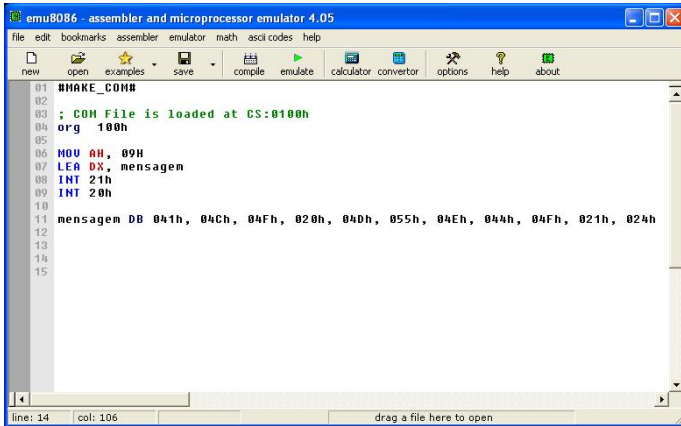 emu8086 - assembler and microprocessor emulator 4.05
file edit bookmarks assembler emulator math ascii codes help
new open examples save compile emulate calculator convertor options help about
01 #MAKE_COM#
02
03 ; COM File is loaded at CS:0100h
04 org 100h
05
06 MOV AH, 09H
07 LEA DX, mensagem
08 INT 21h
09 INT 20h
10
11 mensagem DB 041h, 04Ch, 04Fh, 020h, 04Dh, 055h, 04Eh, 044h, 04Fh, 021h, 024h
12
13
14
15
line: 14 col: 106 drag a file here to open